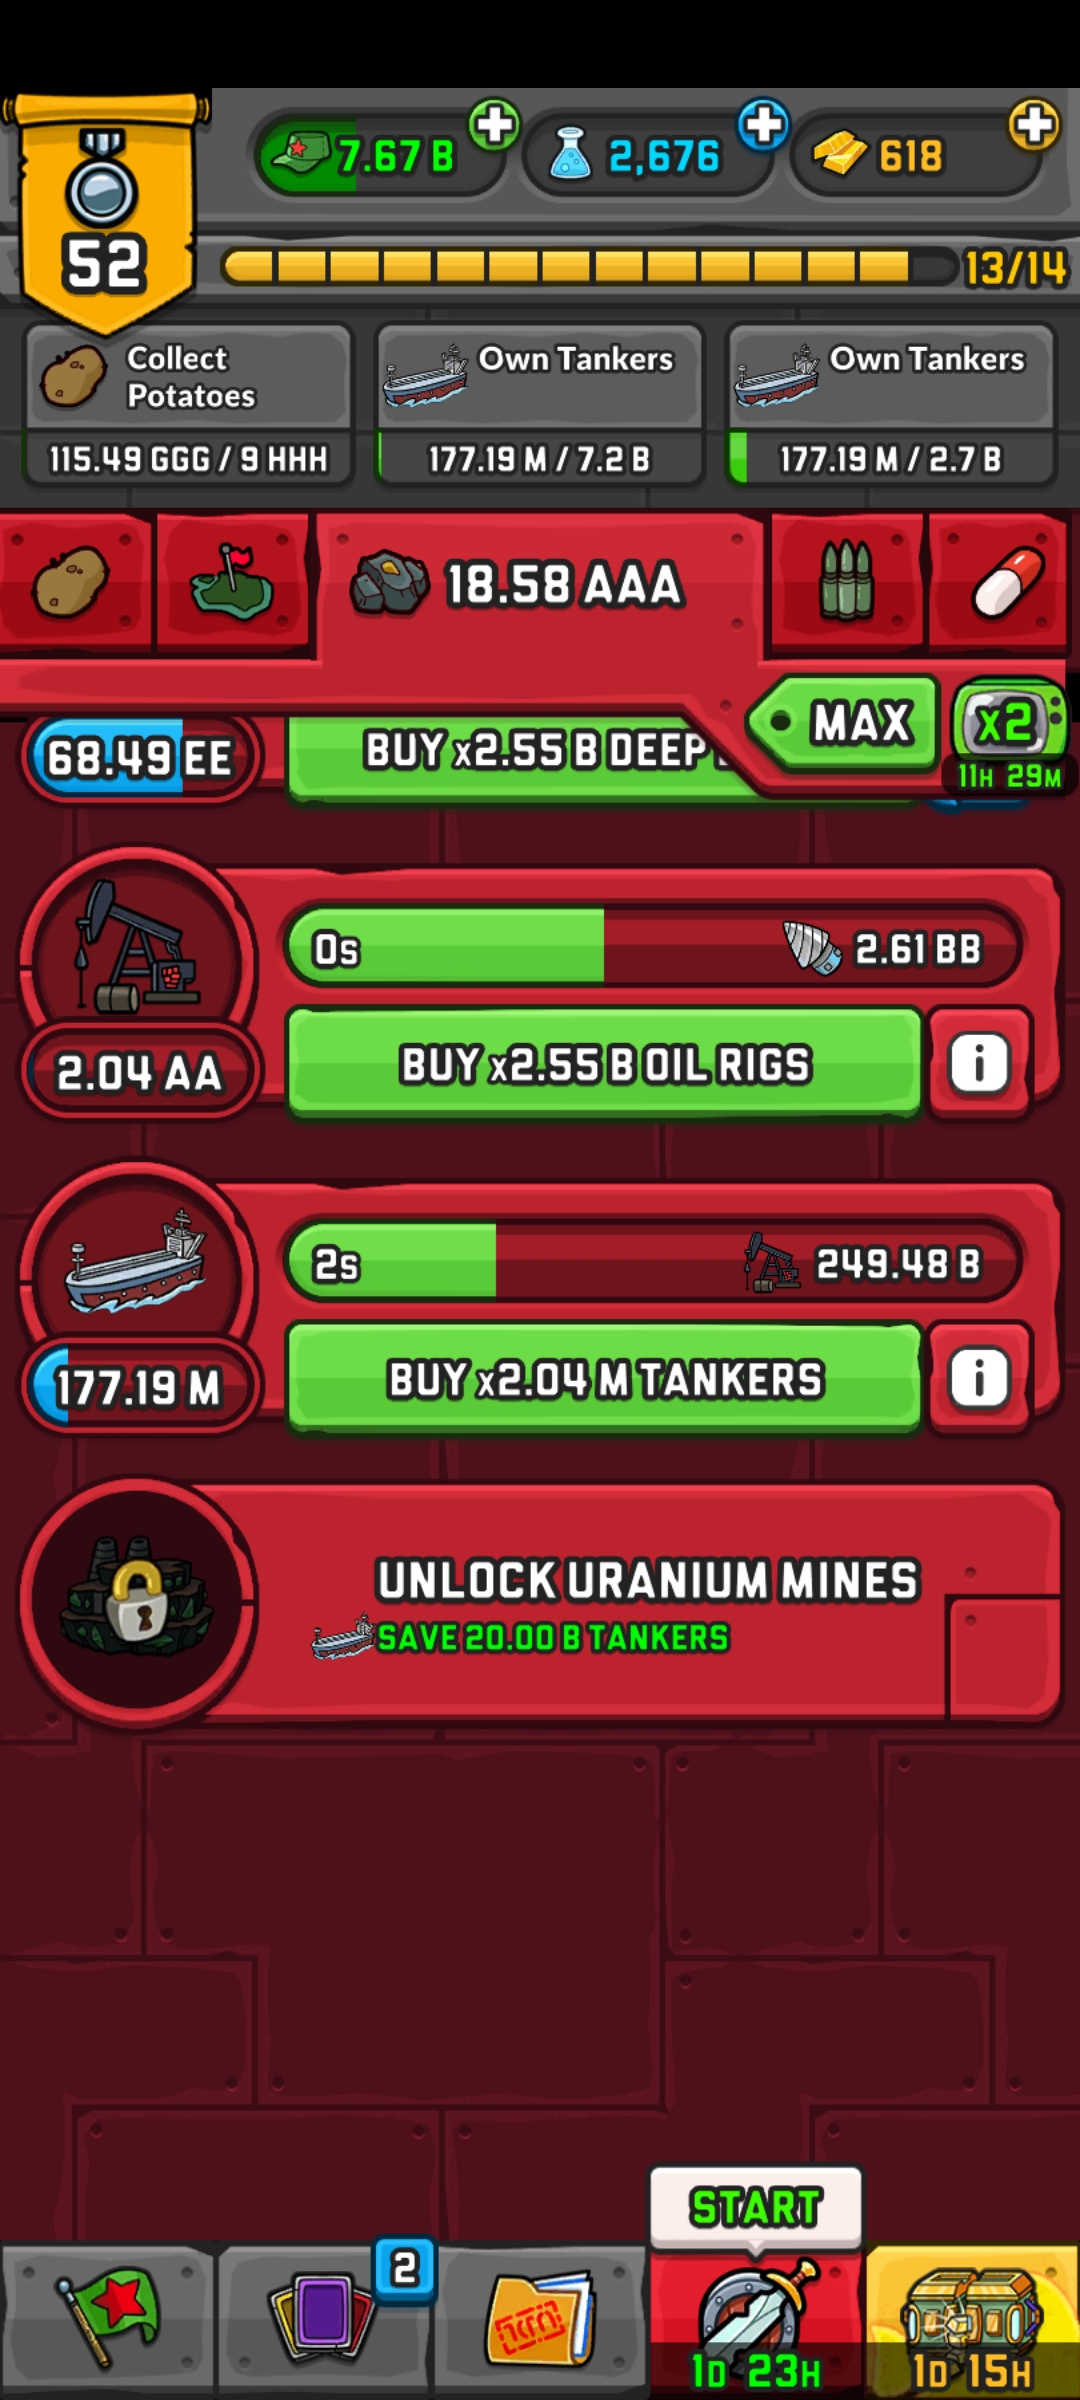 7.67 B
2,676
618
52
13/14
Collect
Potatoes
115.49 GGG / 9 HHH
Own Tankers
177.19 M / 7.2 B
Own Tankers
177.19 M / 2.7 B
18.58 AAA
MAX
x2
11H 29M
68.49 EE
BUY x2.55 B DEEP
0s
2.61 BB
2.04 AA
BUY x2.55 B OIL RIGS
i
2s
249.48 B
177.19 M
BUY x2.04 M TANKERS
i
UNLOCK URANIUM MINES
SAVE 20.00 B TANKERS
START
2
1D 23H
1D 15H